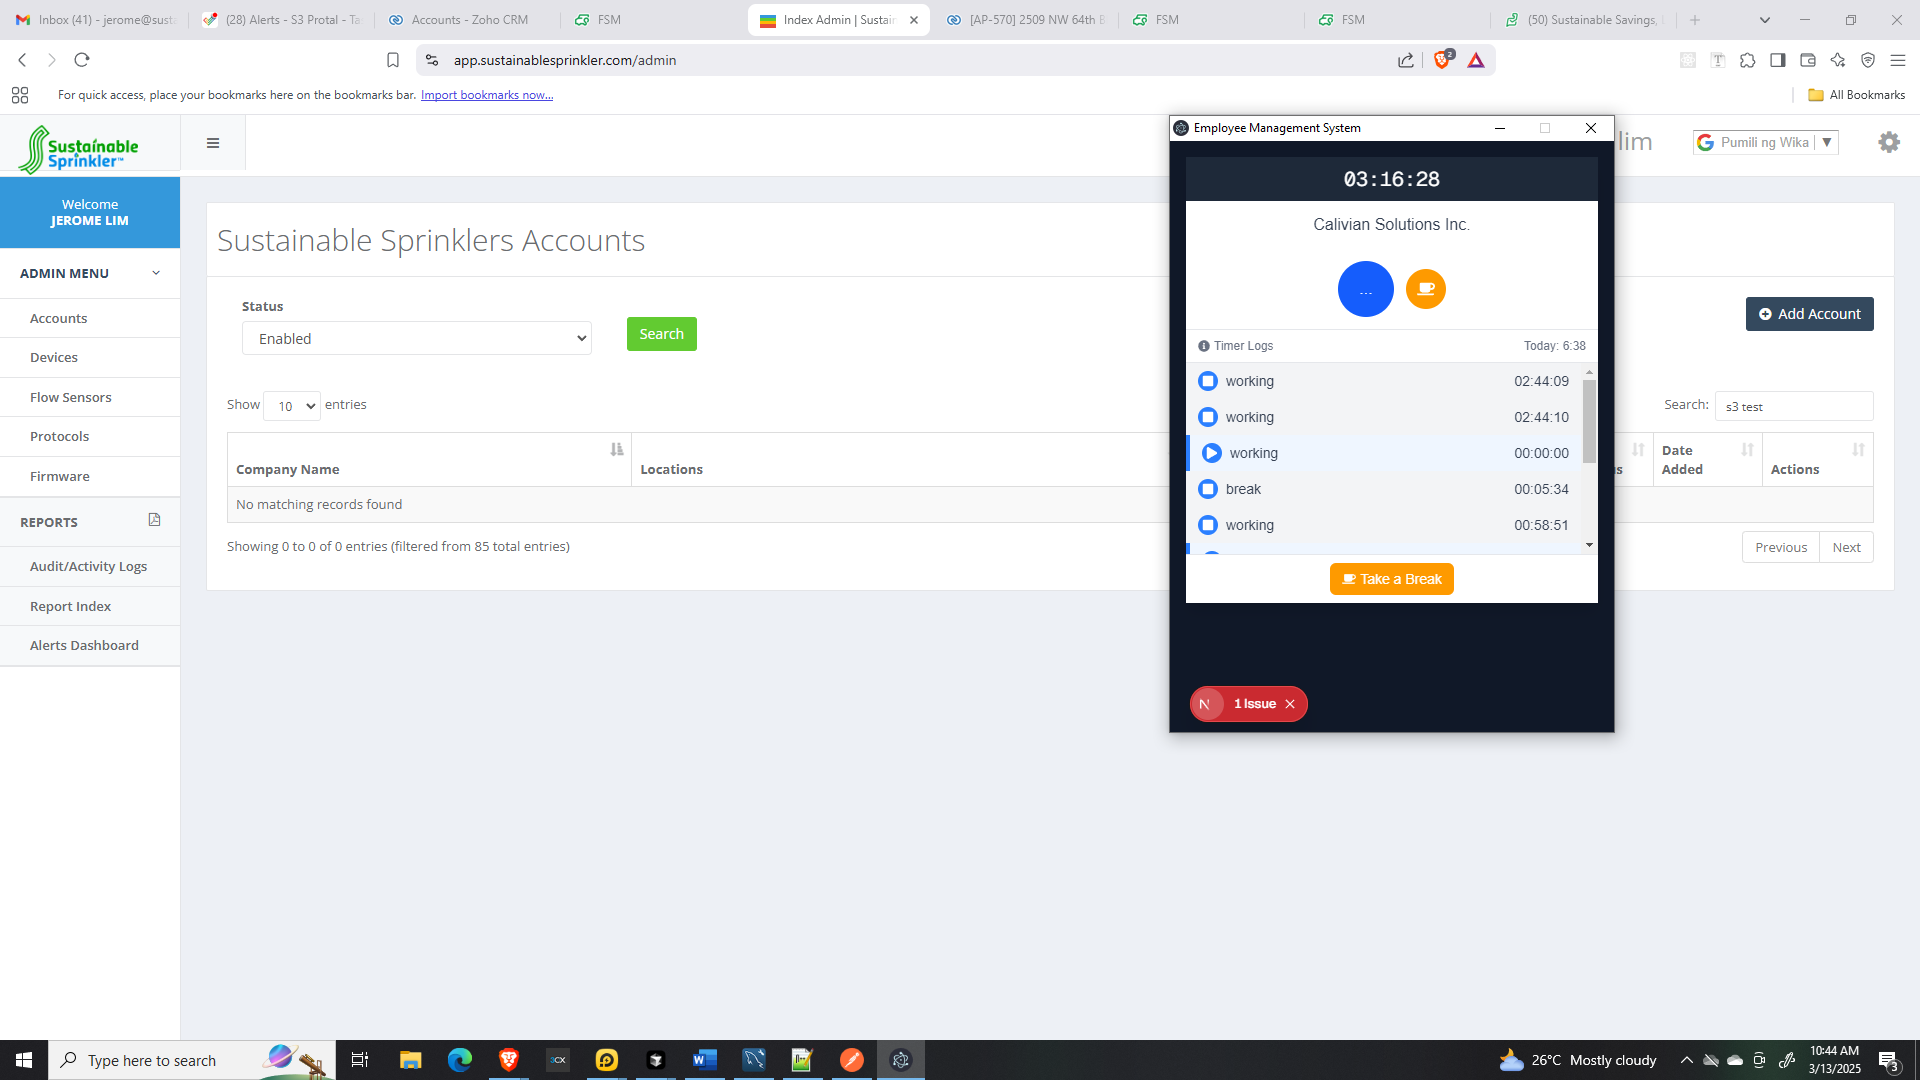 Inbox (41) - jerome@susta
(28) Alerts - S3 Protal - Ta
Accounts - Zoho CRM
FSM
Index Admin | Sustain
[AP-570] 2509 NW 64th B
FSM
FSM
(50) Sustainable Savings,
app.sustainablesprinkler.com/admin
2
For quick access, place your bookmarks here on the bookmarks bar. Import bookmarks now...
All Bookmarks
Sustainable
Sprinkler™
lim
Pumili ng Wika
Welcome
JEROME LIM
ADMIN MENU
Accounts
Devices
Flow Sensors
Protocols
Firmware
REPORTS
Audit/Activity Logs
Report Index
Alerts Dashboard
Sustainable Sprinklers Accounts
Status
Enabled
Search
Add Account
Show 10 entries
Search: s3 test
Company Name
Locations
s
Date Added
Actions
No matching records found
Showing 0 to 0 of 0 entries (filtered from 85 total entries)
Previous
Next
Employee Management System
03:16:28
Calivian Solutions Inc.
...
Timer Logs
Today: 6:38
working 02:44:09
working 02:44:10
working 00:00:00
break 00:05:34
working 00:58:51
Take a Break
N 1 Issue
Type here to search
3CX
26°C Mostly cloudy
10:44 AM
3/13/2025
3